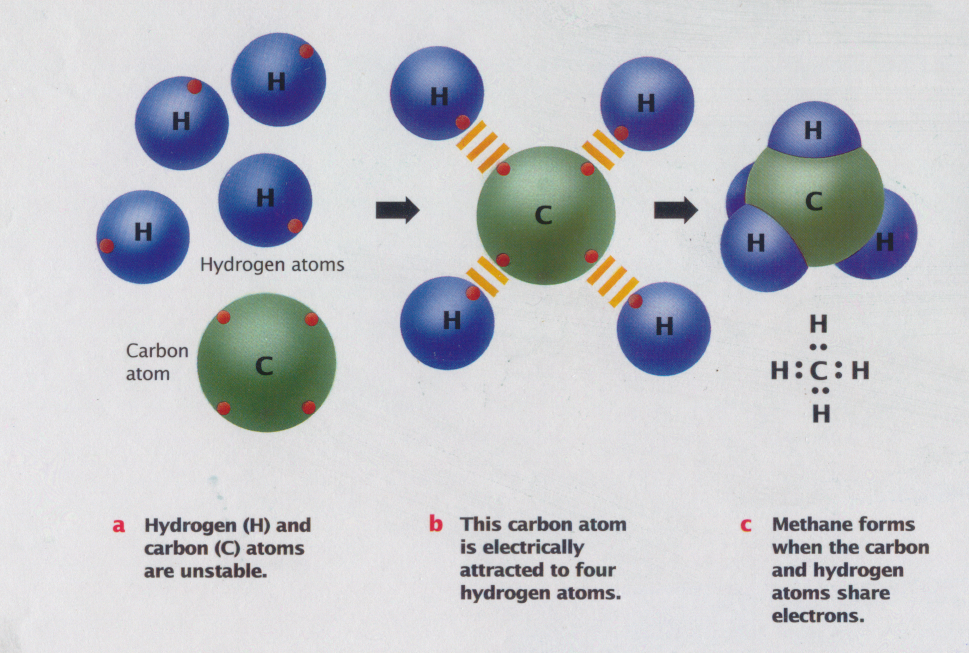 H
H
H
H
Hydrogen atoms
Carbon
atom
C
H
H
C
H
H
H
C
H
H
H
H:C:H
H
a Hydrogen (H) and
carbon (C) atoms
are unstable.
b This carbon atom
is electrically
attracted to four
hydrogen atoms.
c Methane forms
when the carbon
and hydrogen
atoms share
electrons.